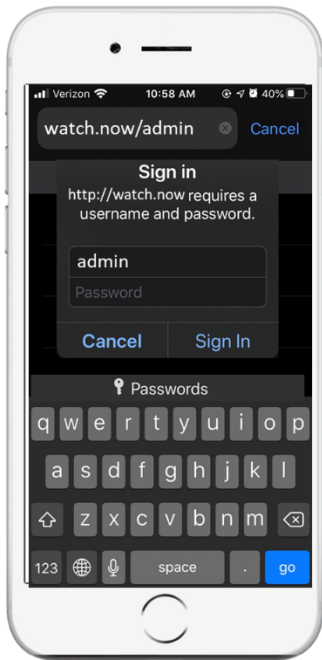 Verizon 10:58 AM 40%
watch.now/admin Cancel
Sign in
http://watch.now requires a
username and password.
admin
Password
Cancel Sign In
Passwords
q w e r t y u i o p
a s d f g h j k l
z x c v b n m
123 space . go